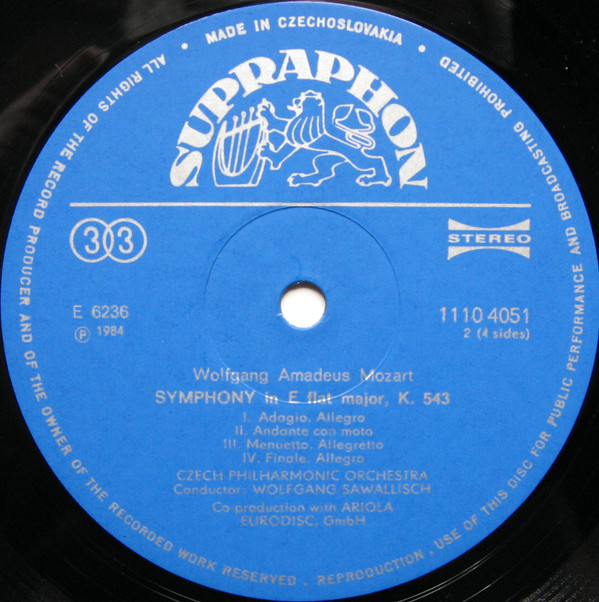 ALL RIGHTS OF THE RECORD PRODUCER AND OF THE OWNER OF THE RECORDED WORK RESERVED . REPRODUCTION , USE OF THIS DISC FOR PUBLIC PERFORMANCE AND BROADCASTING PROHIBITED
• MADE IN CZECHOSLOVAKIA •
SUPRAPHON
33
STEREO
E 6236
1110 4051
℗ 1984
2 (4 sides)
Wolfgang Amadeus Mozart
SYMPHONY in E flat major, K. 543
I. Adagio. Allegro
II. Andante con moto
III. Menuetto. Allegretto
IV. Finale. Allegro
CZECH PHILHARMONIC ORCHESTRA
Conductor: WOLFGANG SAWALLISCH
Co-production with ARIOLA
EURODISC, GmbH